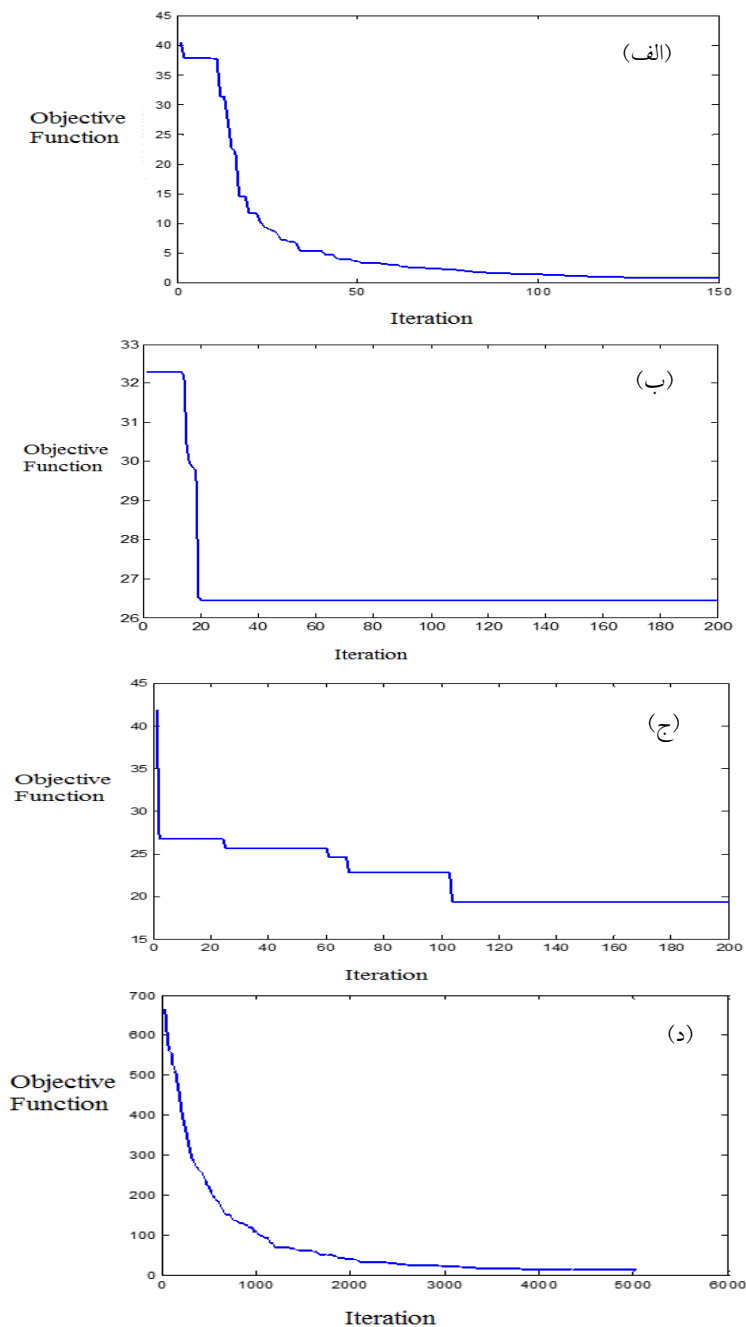 45
40
35
30
25
20
15
10
5
0
(الف)
Objective
Function
0 50 100 150
Iteration
33
32
31
30
29
28
27
26
(ب)
Objective
Function
0 20 40 60 80 100 120 140 160 180 200
Iteration
45
40
35
30
25
20
15
(ج)
Objective
Function
0 20 40 60 80 100 120 140 160 180 200
Iteration
700
600
500
400
300
200
100
0
(د)
Objective
Function
0 1000 2000 3000 4000 5000 6000
Iteration